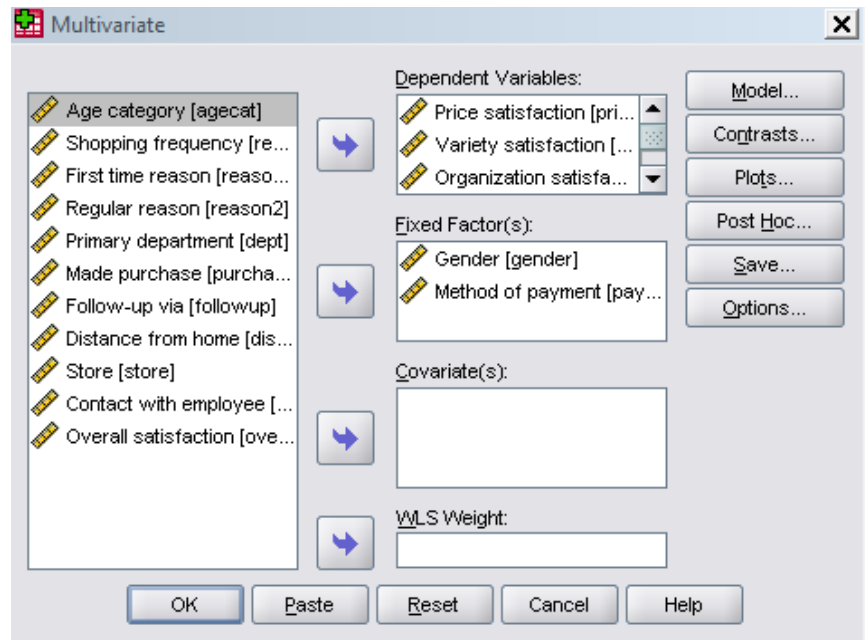 Multivariate
Age category [agecat]
Shopping frequency [re...
First time reason [reaso...
Regular reason [reason2]
Primary department [dept]
Made purchase [purcha...
Follow-up via [followup]
Distance from home [dis...
Store [store]
Contact with employee [...
Overall satisfaction [ove...
Dependent Variables:
Price satisfaction [pri...
Variety satisfaction [...
Organization satisfa...
Fixed Factor(s):
Gender [gender]
Method of payment [pay...
Covariate(s):
WLS Weight:
Model...
Contrasts...
Plots...
Post Hoc...
Save...
Options...
OK
Paste
Reset
Cancel
Help